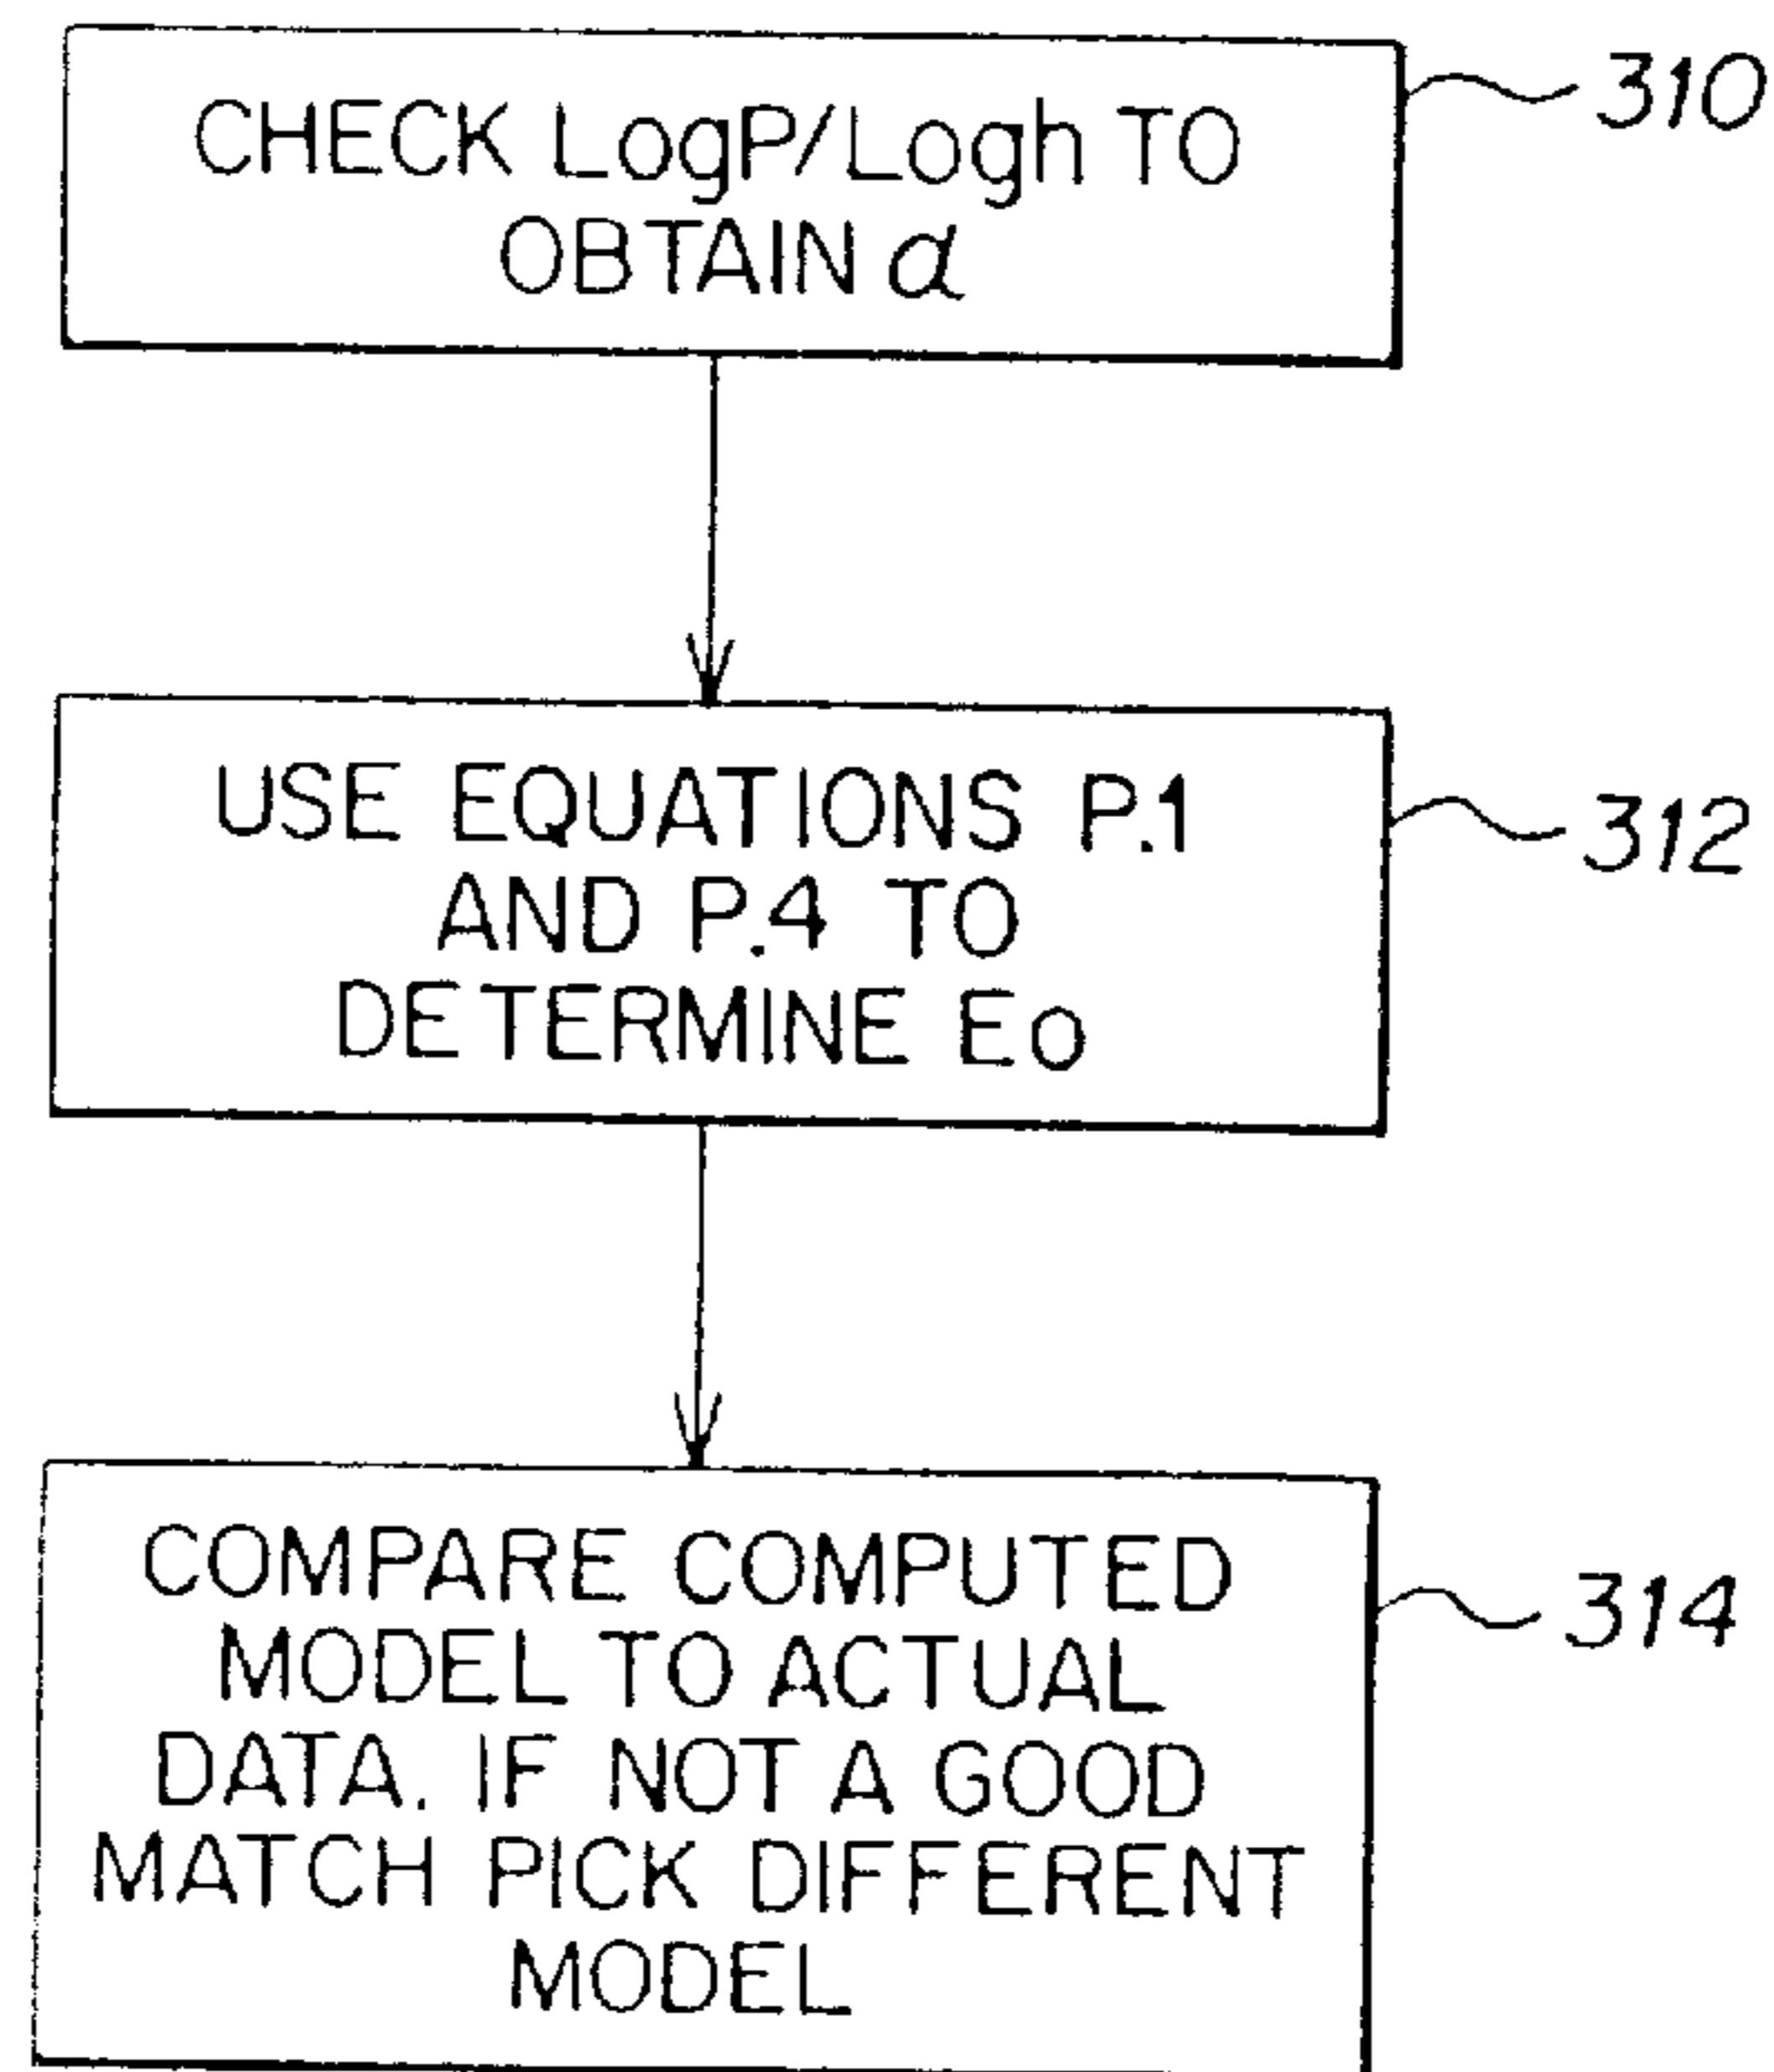 CHECK LogP/Logh TO
OBTAIN α
310
USE EQUATIONS P.1
AND P.4 TO
DETERMINE Eo
312
COMPARE COMPUTED
MODEL TO ACTUAL
DATA. IF NOT A GOOD
MATCH PICK DIFFERENT
MODEL
314